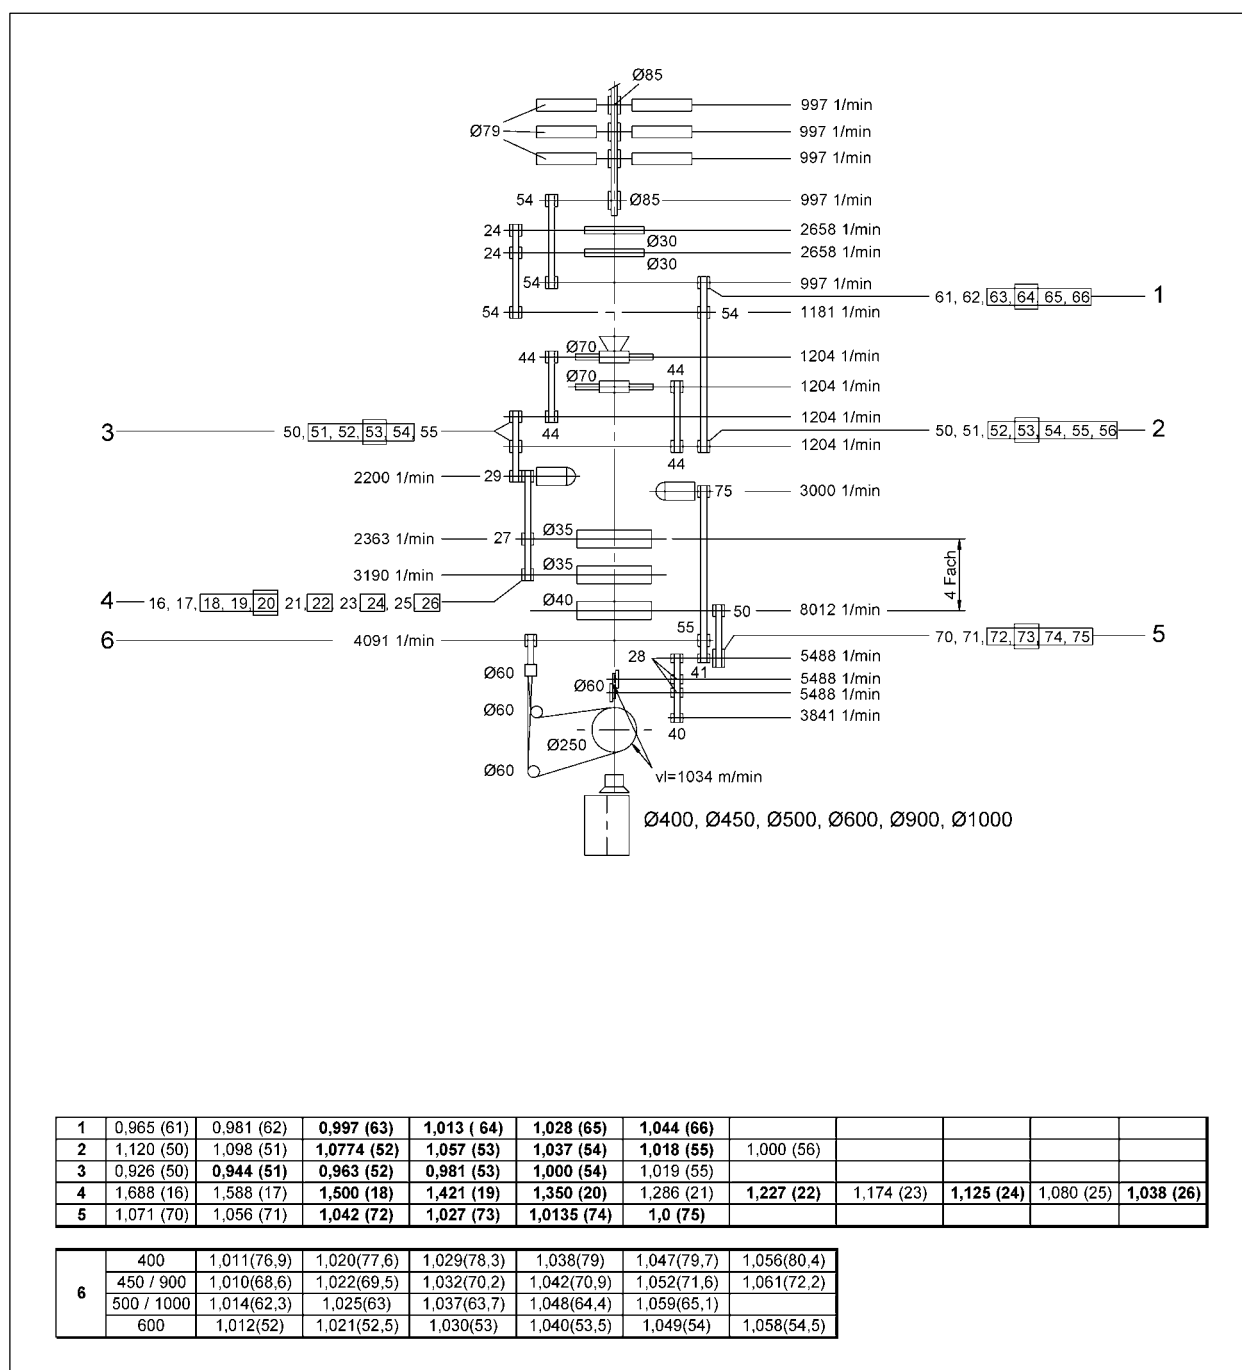 Ø85
997 1/min
Ø79 997 1/min
997 1/min
54 Ø85 997 1/min
24 2658 1/min
Ø30
24 2658 1/min
Ø30
54 997 1/min
61, 62, 63, 64, 65, 66 1
54 54 1181 1/min
Ø70
44 1204 1/min
44
Ø70 1204 1/min
1204 1/min
3 50, 51, 52, 53, 54, 55 44 50, 51, 52, 53, 54, 55, 56 2
1204 1/min
44
2200 1/min 29
75 3000 1/min
Ø35
2363 1/min 27
Ø35
3190 1/min
4 Fach
4 16, 17, 18, 19, 20, 21, 22, 23, 24, 25, 26
Ø40 50 8012 1/min
55
6 4091 1/min 70, 71, 72, 73, 74, 75 5
28 5488 1/min
41
Ø60 5488 1/min
Ø60 5488 1/min
Ø60 3841 1/min
40
Ø250
Ø60 vl=1034 m/min
Ø400, Ø450, Ø500, Ø600, Ø900, Ø1000
1 0,965 (61) 0,981 (62) 0,997 (63) 1,013 ( 64) 1,028 (65) 1,044 (66)
2 1,120 (50) 1,098 (51) 1,0774 (52) 1,057 (53) 1,037 (54) 1,018 (55) 1,000 (56)
3 0,926 (50) 0,944 (51) 0,963 (52) 0,981 (53) 1,000 (54) 1,019 (55)
4 1,688 (16) 1,588 (17) 1,500 (18) 1,421 (19) 1,350 (20) 1,286 (21) 1,227 (22) 1,174 (23) 1,125 (24) 1,080 (25) 1,038 (26)
5 1,071 (70) 1,056 (71) 1,042 (72) 1,027 (73) 1,0135 (74) 1,0 (75)
6
400 1,011(76,9) 1,020(77,6) 1,029(78,3) 1,038(79) 1,047(79,7) 1,056(80,4)
450 / 900 1,010(68,6) 1,022(69,5) 1,032(70,2) 1,042(70,9) 1,052(71,6) 1,061(72,2)
500 / 1000 1,014(62,3) 1,025(63) 1,037(63,7) 1,048(64,4) 1,059(65,1)
600 1,012(52) 1,021(52,5) 1,030(53) 1,040(53,5) 1,049(54) 1,058(54,5)